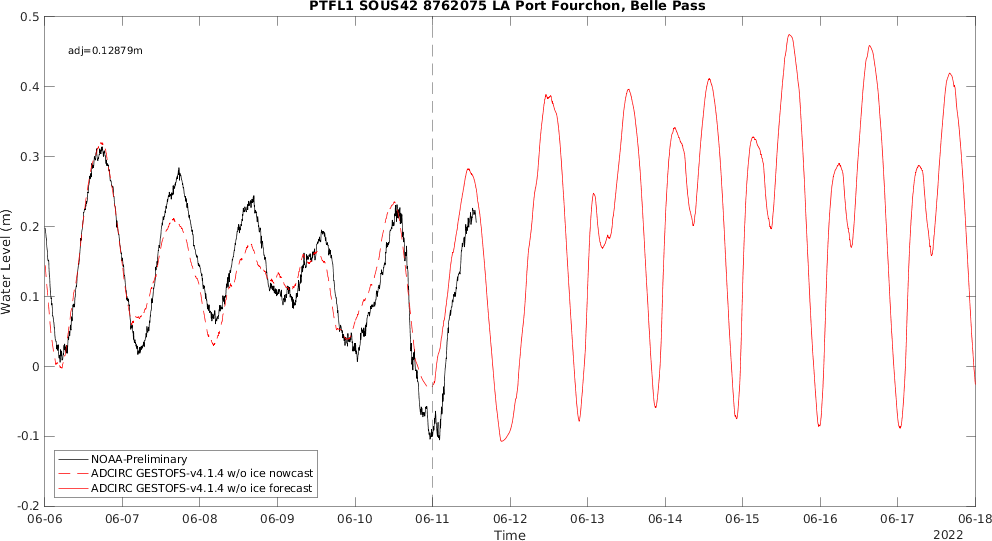 PTFL1 SOUS42 8762075 LA Port Fourchon, Belle Pass
adj=0.12879m
0.5
0.4
0.3
0.2
0.1
0
-0.1
-0.2
Water Level (m)
NOAA-Preliminary
ADCIRC GESTOFS-v4.1.4 w/o ice nowcast
ADCIRC GESTOFS-v4.1.4 w/o ice forecast
06-06 06-07 06-08 06-09 06-10 06-11 06-12 06-13 06-14 06-15 06-16 06-17 06-18
Time
2022